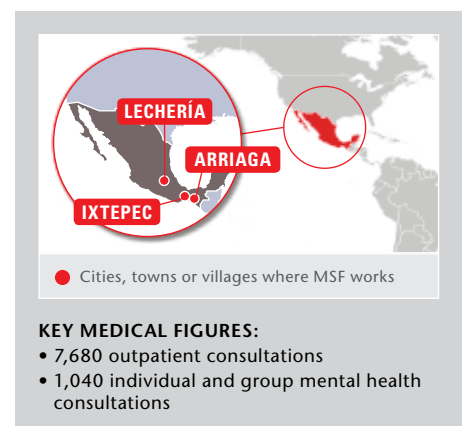 LECHERÍA
ARRIAGA
IXTEPEC
Cities, towns or villages where MSF works
KEY MEDICAL FIGURES:
• 7,680 outpatient consultations
• 1,040 individual and group mental health
consultations